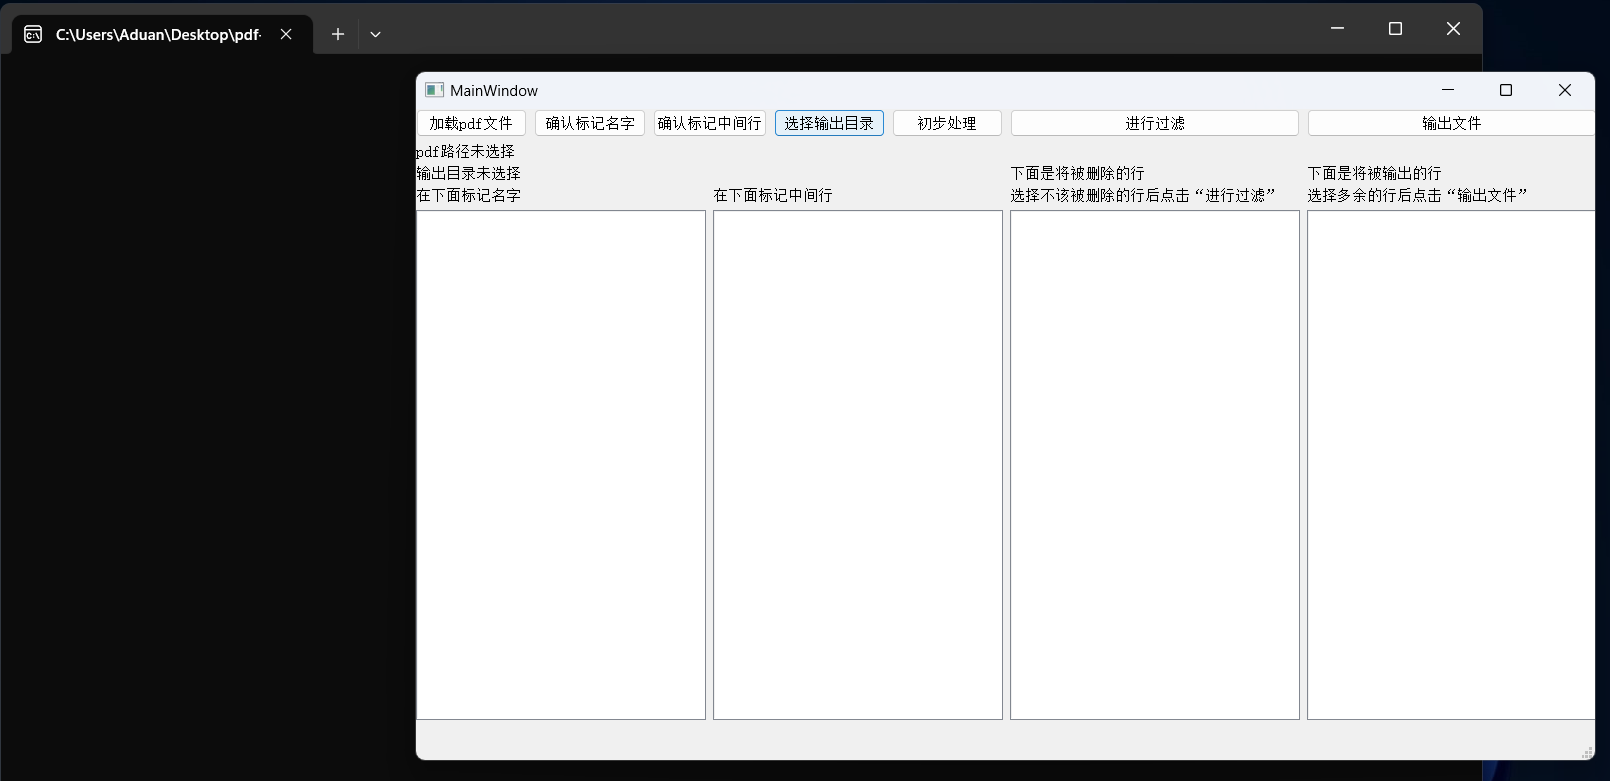 C:\Users\Aduan\Desktop\pdf-
MainWindow
加载pdf文件 确认标记名字 确认标记中间行 选择输出目录 初步处理 进行过滤 输出文件
pdf路径未选择
输出目录未选择 下面是将被删除的行 下面是将被输出的行
在下面标记名字 在下面标记中间行 选择不该被删除的行后点击“进行过滤” 选择多余的行后点击“输出文件”